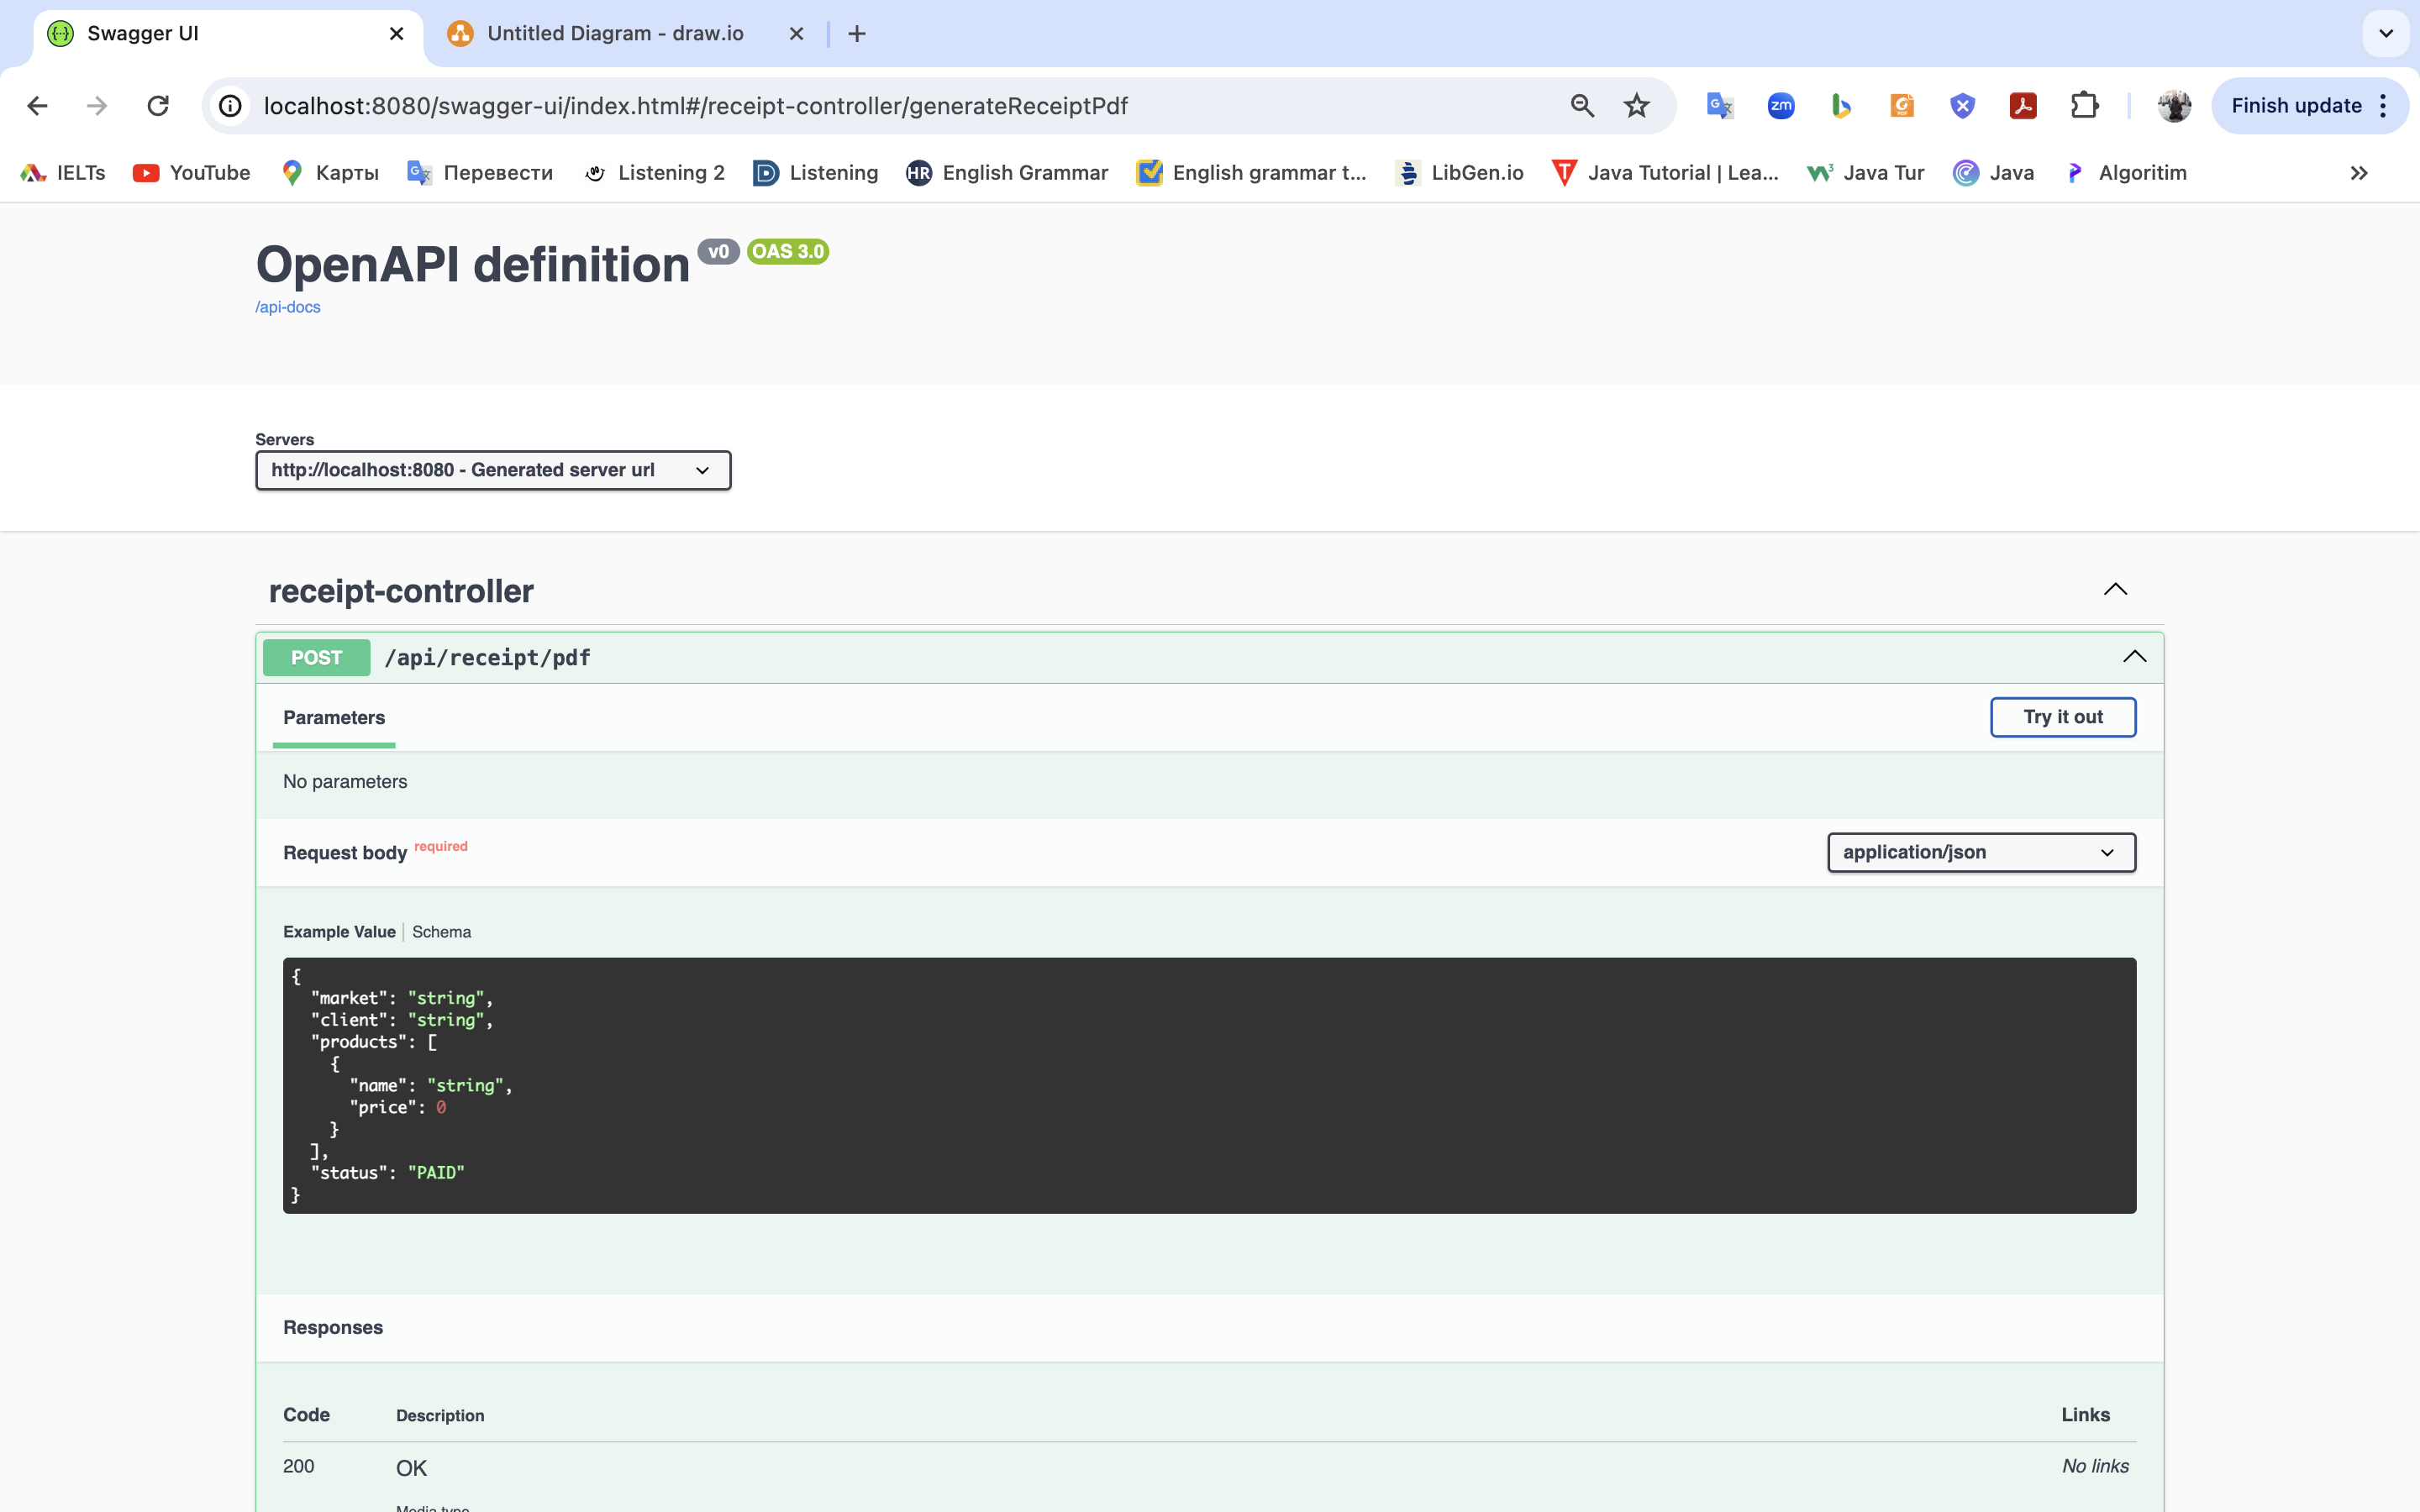 Swagger UI
Untitled Diagram - draw.io
localhost:8080/swagger-ui/index.html#/receipt-controller/generateReceiptPdf
zm
Finish update
IELTs
YouTube
Карты
Перевести
Listening 2
Listening
HR English Grammar
English grammar t...
LibGen.io
Java Tutorial | Lea...
Java Tur
Java
Algoritim
OpenAPI definition v0 OAS 3.0
/api-docs
Servers
http://localhost:8080 - Generated server url
receipt-controller
POST /api/receipt/pdf
Parameters
Try it out
No parameters
Request body required
application/json
Example Value | Schema
{
  "market": "string",
  "client": "string",
  "products": [
    {
      "name": "string",
      "price": 0
    }
  ],
  "status": "PAID"
}
Responses
Code Description Links
200 OK No links
Media type